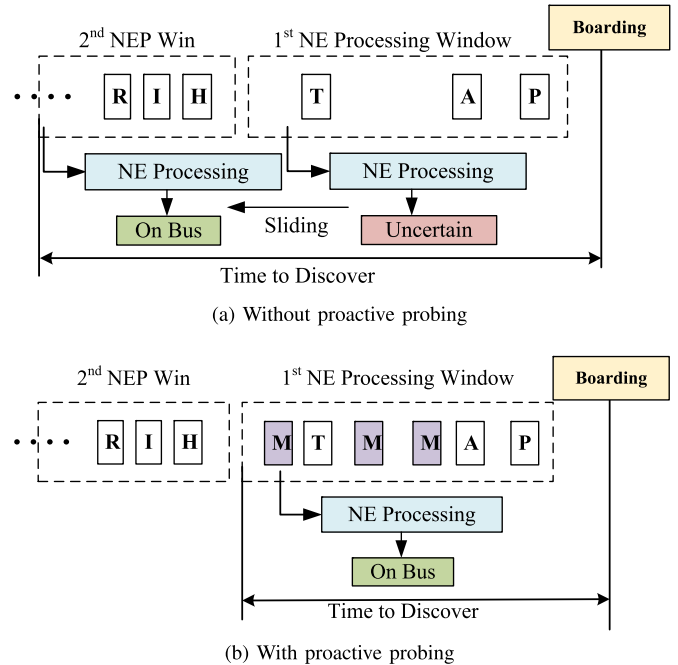 Boarding
2nd NEP Win 1st NE Processing Window
R I H T A P
NE Processing NE Processing
On Bus Sliding Uncertain
Time to Discover
(a) Without proactive probing
2nd NEP Win 1st NE Processing Window Boarding
R I H M T M M A P
NE Processing
On Bus
Time to Discover
(b) With proactive probing